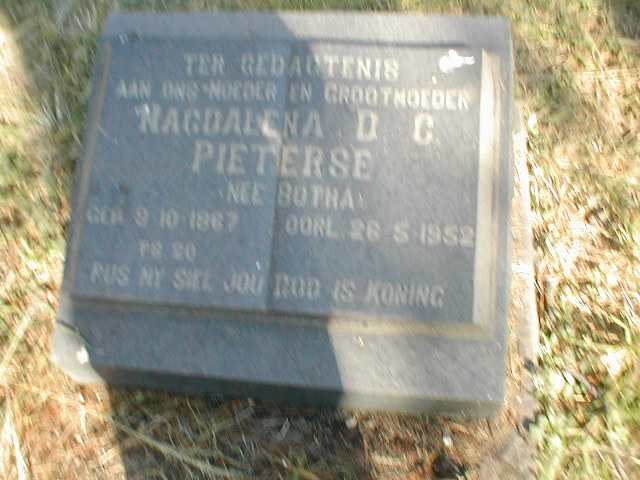 TER GEDAGTENIS
AAN ONS MOEDER EN GROOTMOEDER
MAGDALENA D C
PIETERSE
NEE BOTHA
GEB 9-10-1867 OORL 26-5-1952
PS 20
RUS MY SIEL JOU GOD IS KONING